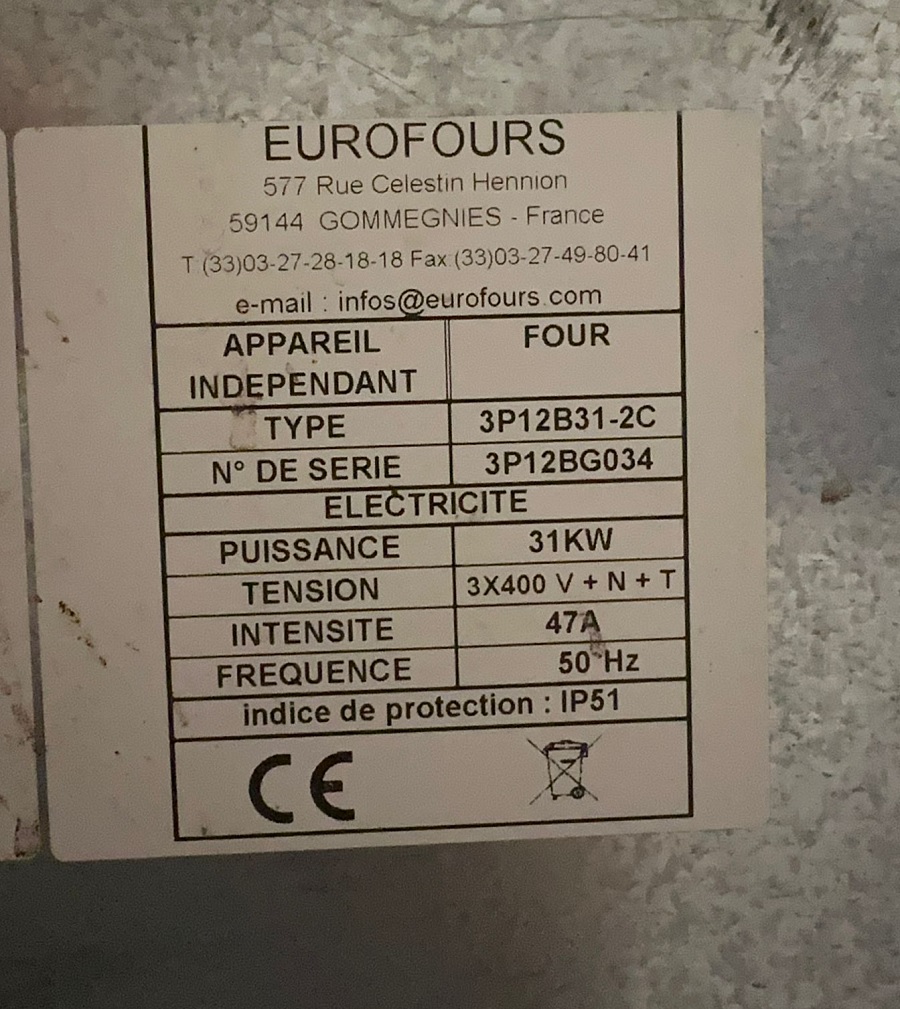 EUROFOURS
577 Rue Celestin Hennion
59144 GOMMEGNIES - France
T (33)03-27-28-18-18 Fax (33)03-27-49-80-41
e-mail : infos@eurofours.com
APPAREIL INDEPENDANT FOUR
TYPE 3P12B31-2C
N° DE SERIE 3P12BG034
ELECTRICITE
PUISSANCE 31KW
TENSION 3X400 V + N + T
INTENSITE 47A
FREQUENCE 50 Hz
indice de protection : IP51
CE